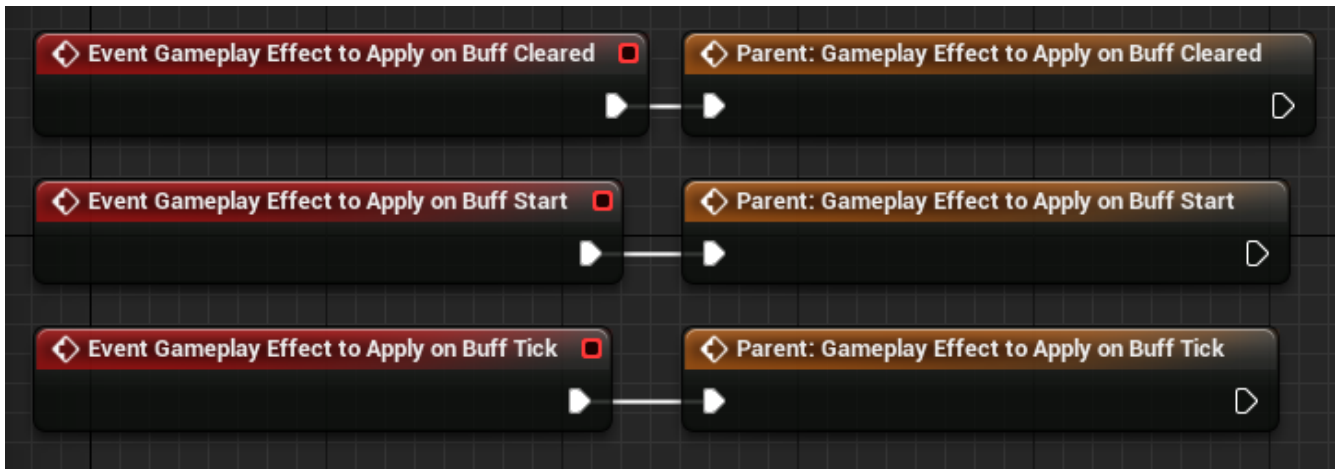 Event Gameplay Effect to Apply on Buff Cleared
Parent: Gameplay Effect to Apply on Buff Cleared
Event Gameplay Effect to Apply on Buff Start
Parent: Gameplay Effect to Apply on Buff Start
Event Gameplay Effect to Apply on Buff Tick
Parent: Gameplay Effect to Apply on Buff Tick